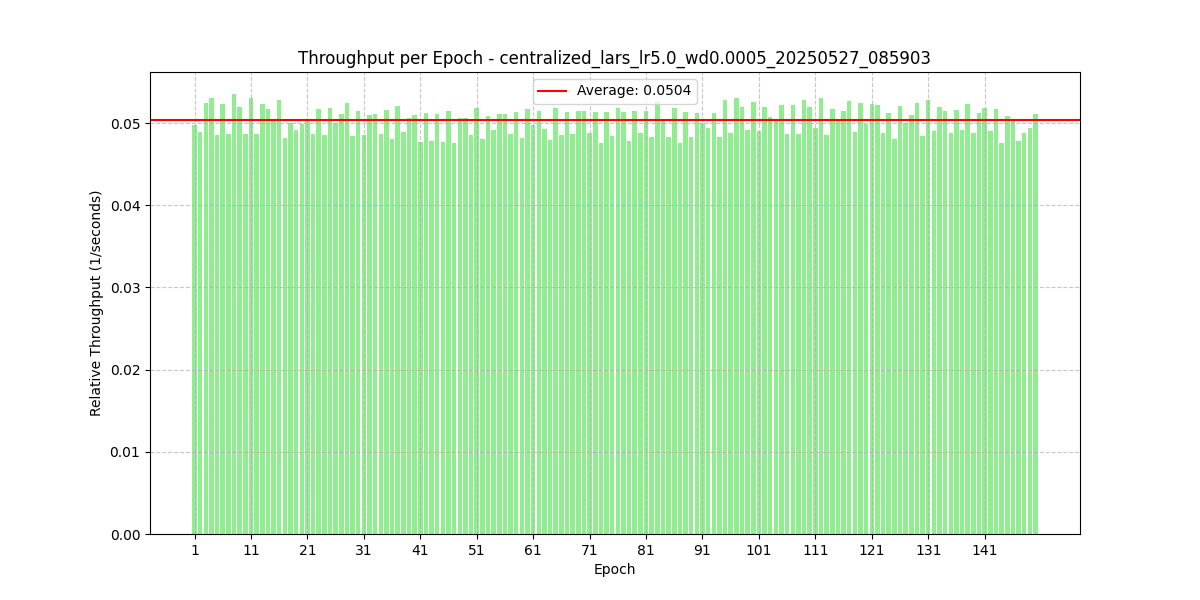 Throughput per Epoch - centralized_lars_lr5.0_wd0.0005_20250527_085903
Average: 0.0504
Relative Throughput (1/seconds)
0.05
0.04
0.03
0.02
0.01
0.00
1 11 21 31 41 51 61 71 81 91 101 111 121 131 141
Epoch